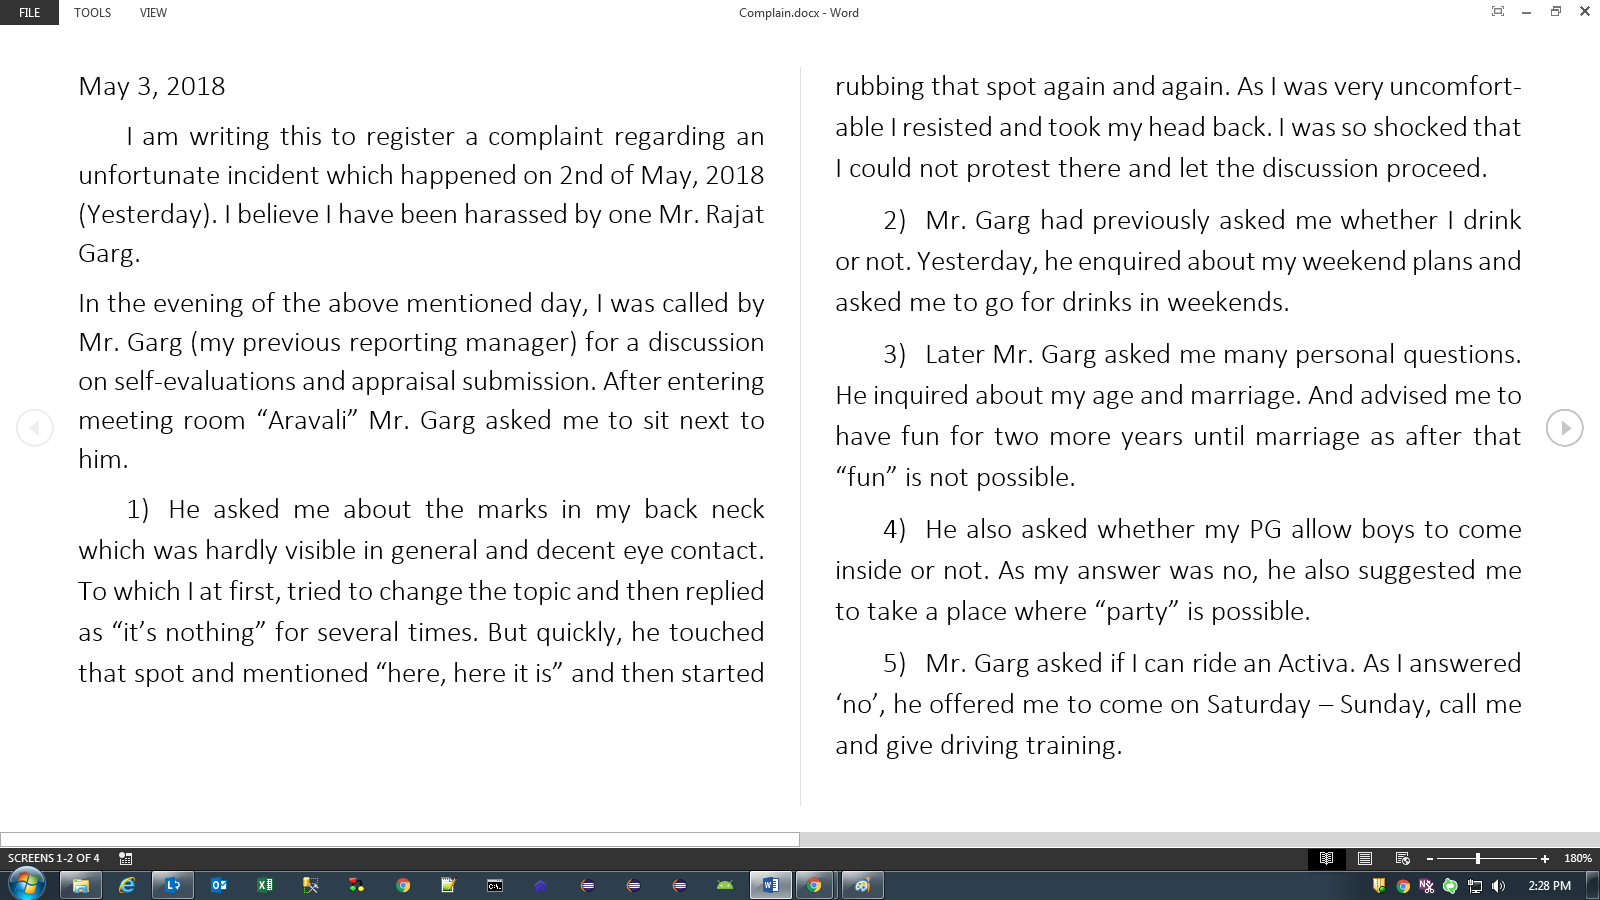 FILE TOOLS VIEW Complain.docx - Word
May 3, 2018
I am writing this to register a complaint regarding an
unfortunate incident which happened on 2nd of May, 2018
(Yesterday). I believe I have been harassed by one Mr. Rajat
Garg.
In the evening of the above mentioned day, I was called by
Mr. Garg (my previous reporting manager) for a discussion
on self-evaluations and appraisal submission. After entering
meeting room “Aravali” Mr. Garg asked me to sit next to
him.
1) He asked me about the marks in my back neck
which was hardly visible in general and decent eye contact.
To which I at first, tried to change the topic and then replied
as “it’s nothing” for several times. But quickly, he touched
that spot and mentioned “here, here it is” and then started
rubbing that spot again and again. As I was very uncomfort-
able I resisted and took my head back. I was so shocked that
I could not protest there and let the discussion proceed.
2) Mr. Garg had previously asked me whether I drink
or not. Yesterday, he enquired about my weekend plans and
asked me to go for drinks in weekends.
3) Later Mr. Garg asked me many personal questions.
He inquired about my age and marriage. And advised me to
have fun for two more years until marriage as after that
“fun” is not possible.
4) He also asked whether my PG allow boys to come
inside or not. As my answer was no, he also suggested me
to take a place where “party” is possible.
5) Mr. Garg asked if I can ride an Activa. As I answered
‘no’, he offered me to come on Saturday – Sunday, call me
and give driving training.
SCREENS 1-2 OF 4 180%
2:28 PM